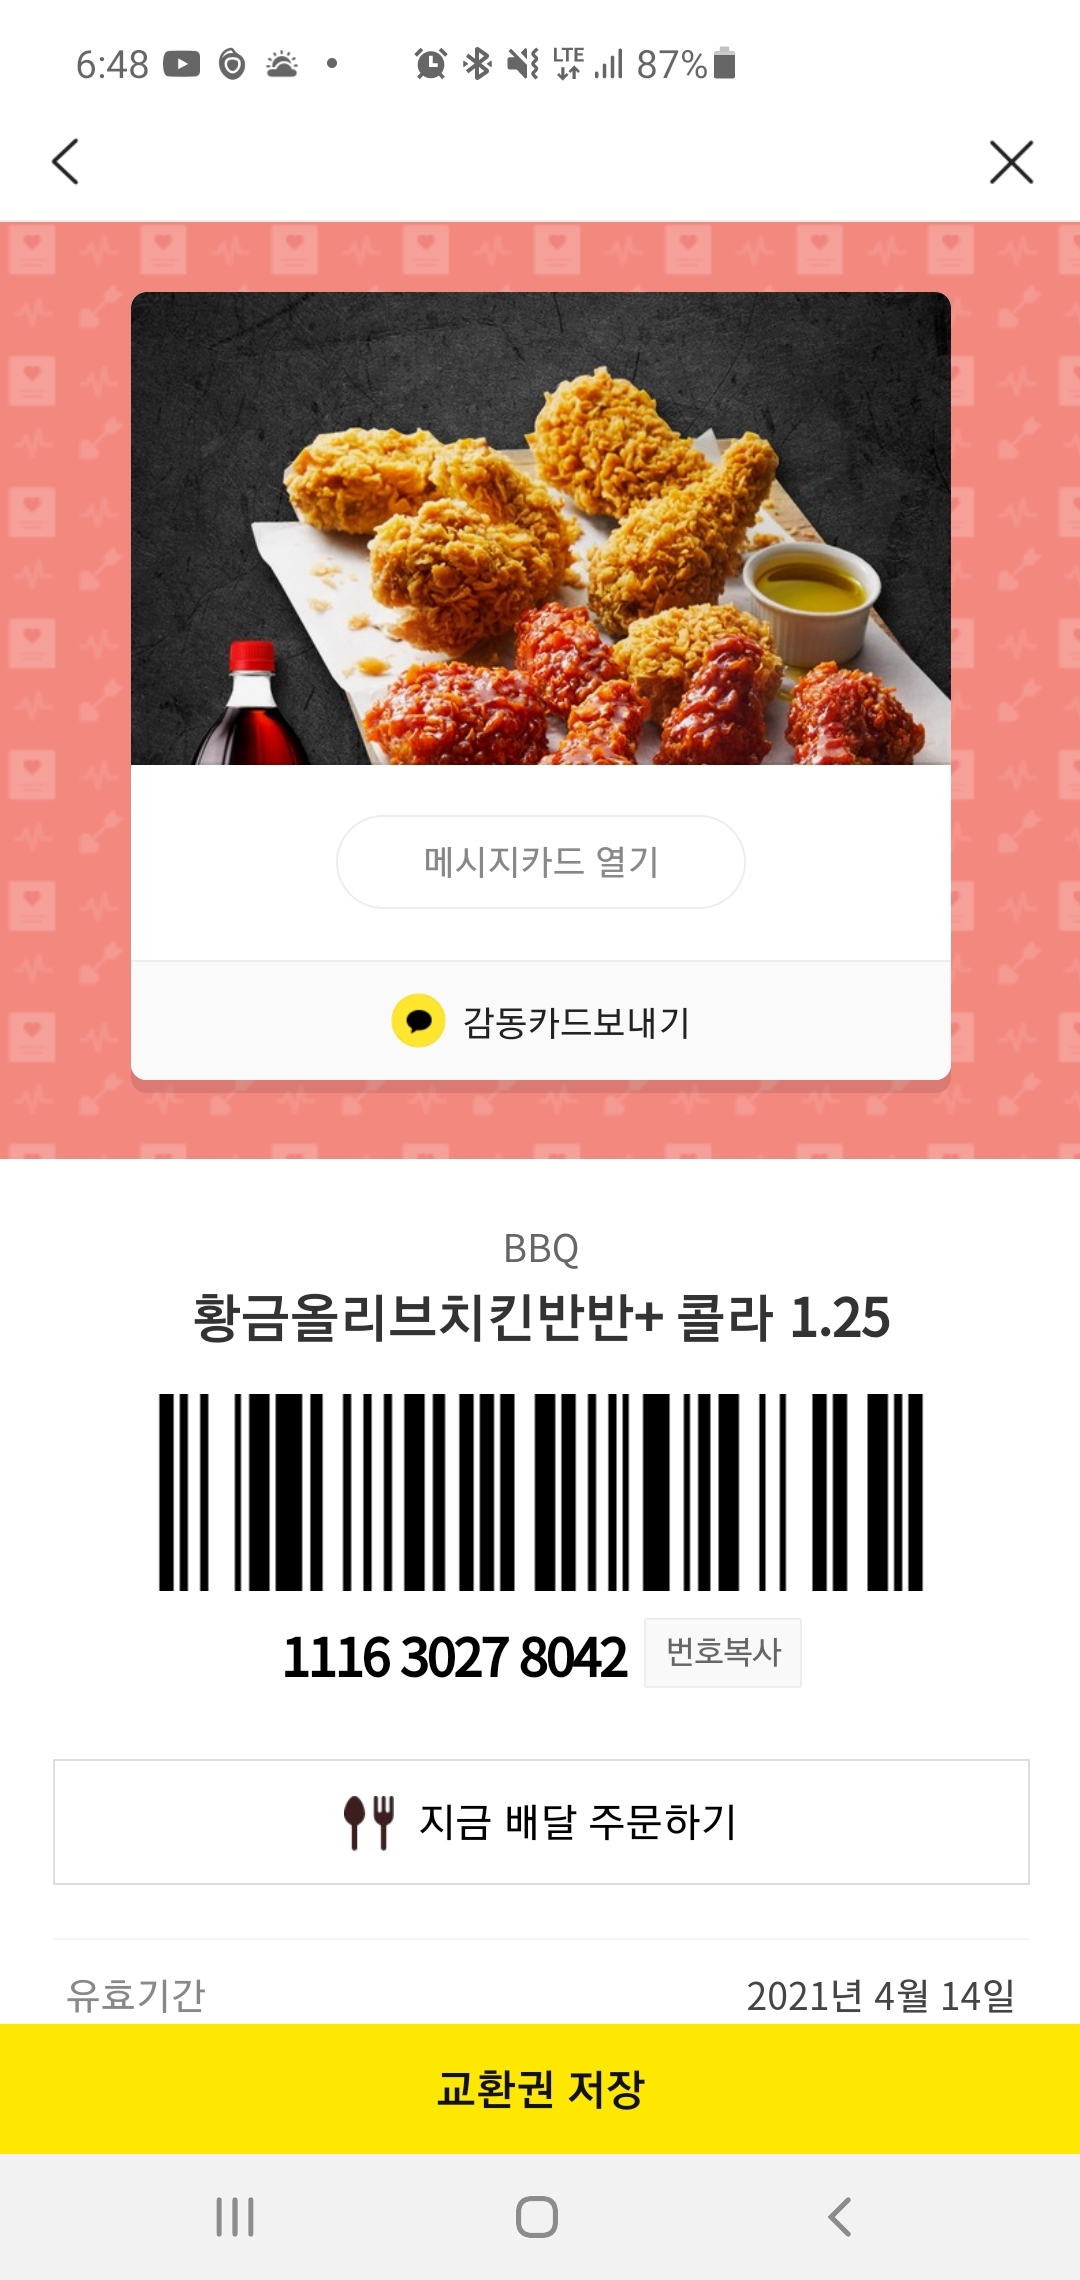 6:48 LTE 87%
메시지카드 열기
감동카드보내기
BBQ
황금올리브치킨반반+ 콜라 1.25
1116 3027 8042 번호복사
지금 배달 주문하기
유효기간 2021년 4월 14일
교환권 저장